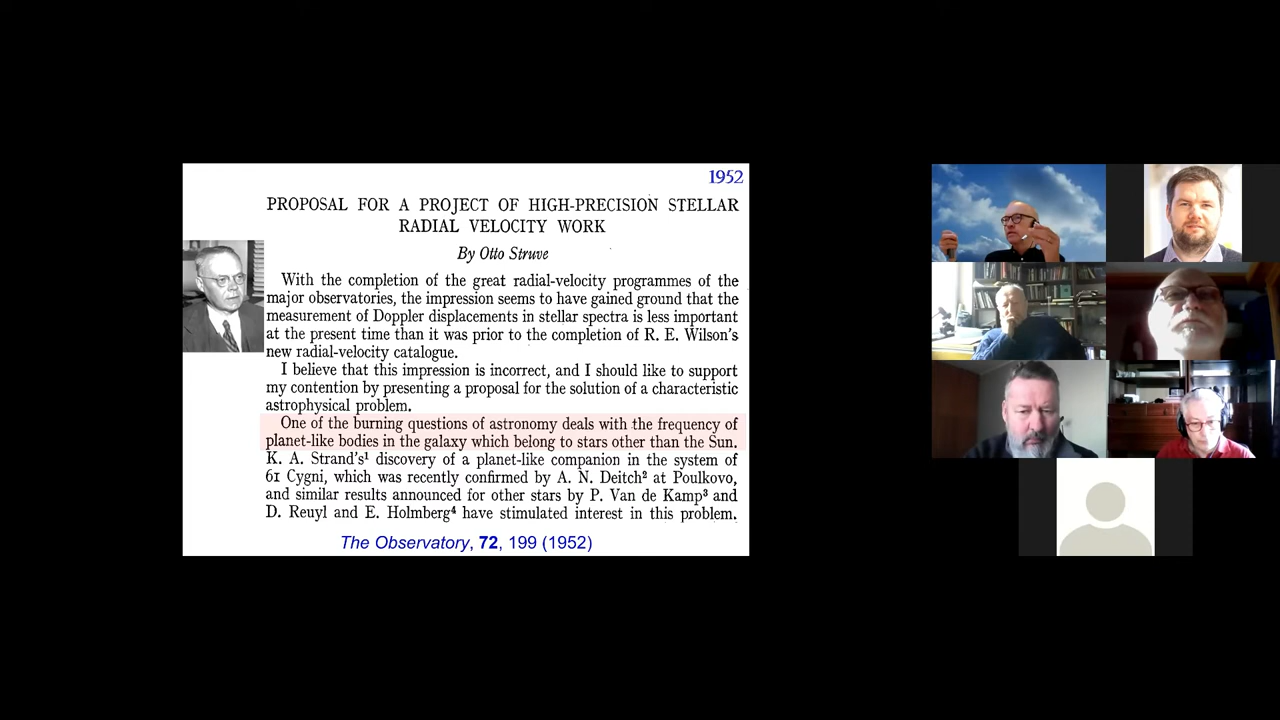 1952
PROPOSAL FOR A PROJECT OF HIGH-PRECISION STELLAR
RADIAL VELOCITY WORK
By Otto Struve
With the completion of the great radial-velocity programmes of the
major observatories, the impression seems to have gained ground that the
measurement of Doppler displacements in stellar spectra is less important
at the present time than it was prior to the completion of R. E. Wilson's
new radial-velocity catalogue.
I believe that this impression is incorrect, and I should like to support
my contention by presenting a proposal for the solution of a characteristic
astrophysical problem.
One of the burning questions of astronomy deals with the frequency of
planet-like bodies in the galaxy which belong to stars other than the Sun.
K. A. Strand's¹ discovery of a planet-like companion in the system of
61 Cygni, which was recently confirmed by A. N. Deitch² at Poulkovo,
and similar results announced for other stars by P. Van de Kamp³ and
D. Reuyl and E. Holmberg⁴ have stimulated interest in this problem.
The Observatory, 72, 199 (1952)